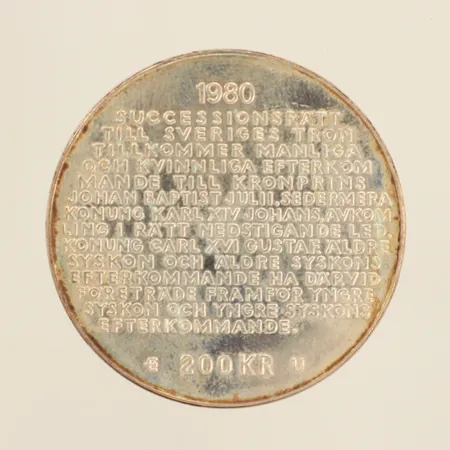 1980
SUCCESSIONSRÄTT
TILL SVERIGES TRON
TILLKOMMER MANLIGA
OCH KVINNLIGA EFTERKOM
MANDE TILL KRONPRINS
JOHAN BAPTIST JULII, SEDERMERA
KONUNG KARL XIV JOHANS, AVKOM
LING I RÄTT NEDSTIGANDE LED,
KONUNG CARL XVI GUSTAF. ÄLDRE
SYSKON OCH ÄLDRE SYSKONS
EFTERKOMMANDE HA DÄRVID
FÖRETRÄDE FRAMFÖR YNGRE
SYSKON OCH YNGRE SYSKONS
EFTERKOMMANDE.
200 KR U